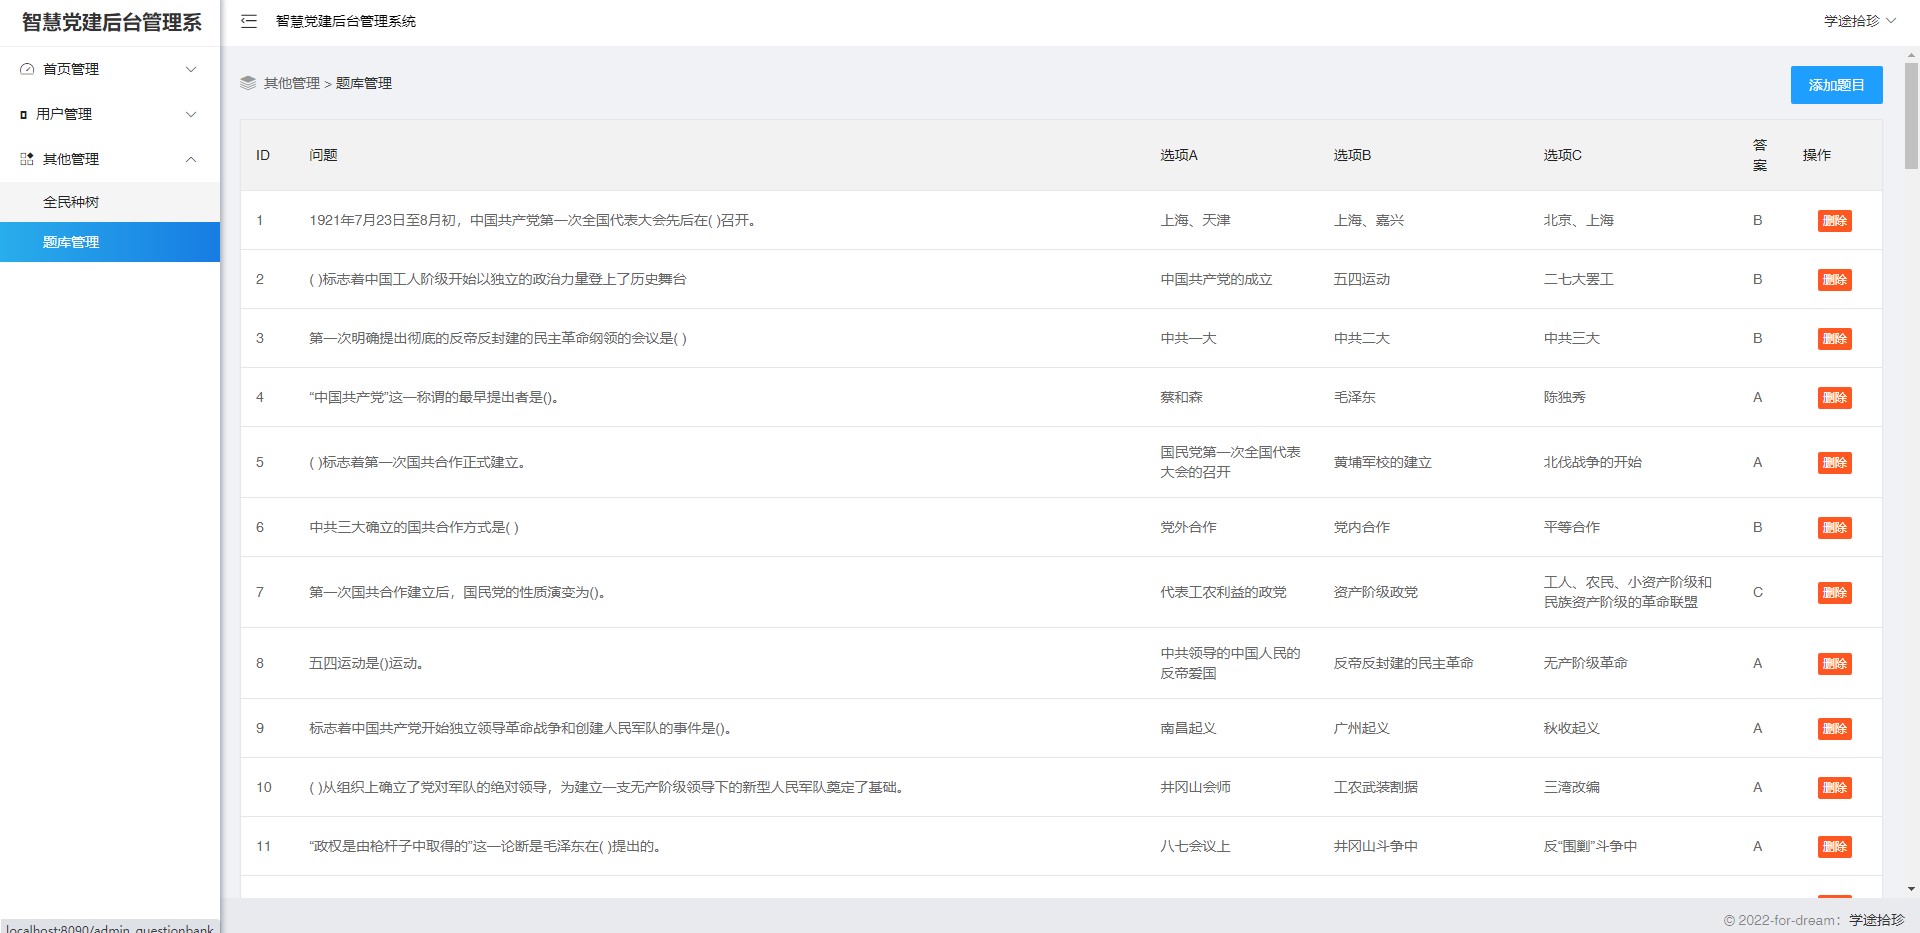 智慧党建后台管理系
智慧党建后台管理系统
学途拾珍
首页管理
用户管理
其他管理
全民种树
题库管理
其他管理 > 题库管理
添加题目
ID 问题 选项A 选项B 选项C 答案 操作
1 1921年7月23日至8月初，中国共产党第一次全国代表大会先后在( )召开。 上海、天津 上海、嘉兴 北京、上海 B 删除
2 ( )标志着中国工人阶级开始以独立的政治力量登上了历史舞台 中国共产党的成立 五四运动 二七大罢工 B 删除
3 第一次明确提出彻底的反帝反封建的民主革命纲领的会议是( ) 中共一大 中共二大 中共三大 B 删除
4 “中国共产党”这一称谓的最早提出者是()。 蔡和森 毛泽东 陈独秀 A 删除
5 ( )标志着第一次国共合作正式建立。 国民党第一次全国代表大会的召开 黄埔军校的建立 北伐战争的开始 A 删除
6 中共三大确立的国共合作方式是( ) 党外合作 党内合作 平等合作 B 删除
7 第一次国共合作建立后，国民党的性质演变为()。 代表工农利益的政党 资产阶级政党 工人、农民、小资产阶级和民族资产阶级的革命联盟 C 删除
8 五四运动是()运动。 中共领导的中国人民的反帝爱国 反帝反封建的民主革命 无产阶级革命 A 删除
9 标志着中国共产党开始独立领导革命战争和创建人民军队的事件是()。 南昌起义 广州起义 秋收起义 A 删除
10 ( )从组织上确立了党对军队的绝对领导，为建立一支无产阶级领导下的新型人民军队奠定了基础。 井冈山会师 工农武装割据 三湾改编 A 删除
11 “政权是由枪杆子中取得的”这一论断是毛泽东在( )提出的。 八七会议上 井冈山斗争中 反“围剿”斗争中 A 删除
localhost:8090/admin_questionbank
© 2022-for-dream：学途拾珍